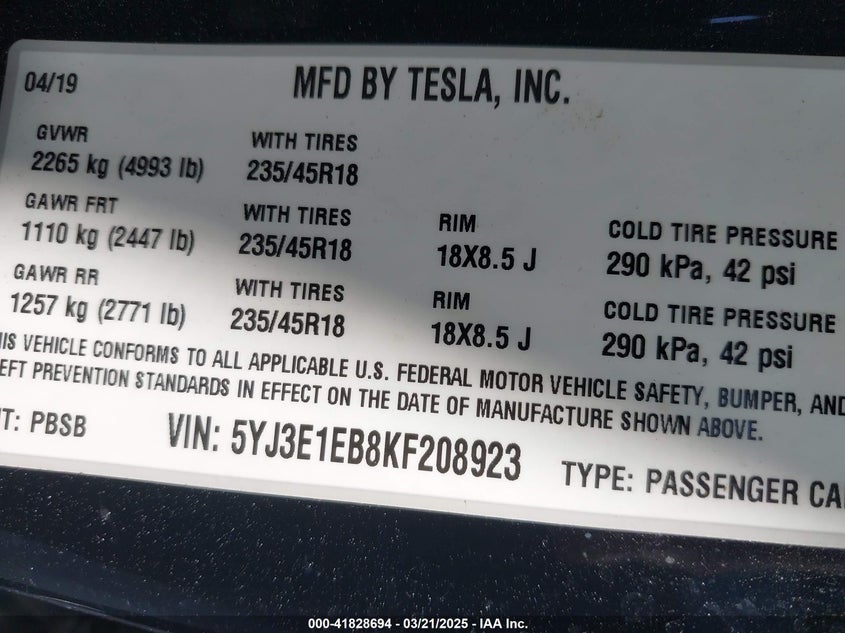 04/19 MFD BY TESLA, INC.
GVWR WITH TIRES
2265 kg (4993 lb) 235/45R18
GAWR FRT WITH TIRES RIM COLD TIRE PRESSURE
1110 kg (2447 lb) 235/45R18 18X8.5 J 290 kPa, 42 psi
GAWR RR WITH TIRES RIM COLD TIRE PRESSURE
1257 kg (2771 lb) 235/45R18 18X8.5 J 290 kPa, 42 psi
VEHICLE CONFORMS TO ALL APPLICABLE U.S. FEDERAL MOTOR VEHICLE SAFETY, BUMPER, AND
PREVENTION STANDARDS IN EFFECT ON THE DATE OF MANUFACTURE SHOWN ABOVE.
PBSB VIN: 5YJ3E1EB8KF208923 TYPE: PASSENGER
000-41828694 - 03/21/2025 - IAA Inc.